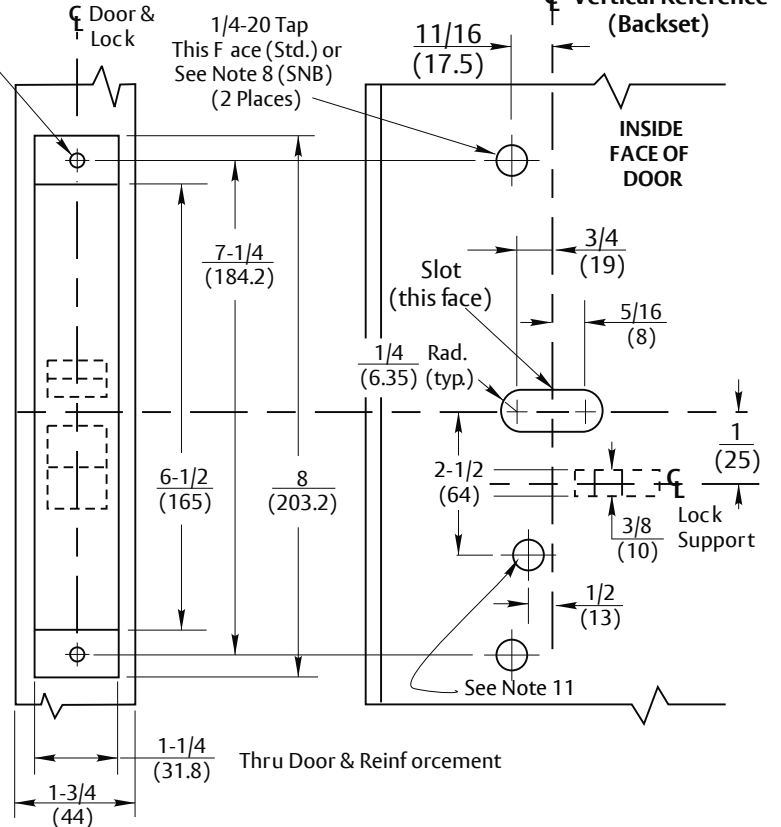 ℄ Door &
Lock
1/4-20 Tap
This F ace (Std.) or
See Note 8 (SNB)
(2 Places)
℄ Vertical Reference
(Backset)
11/16
(17.5)
INSIDE
FACE OF
DOOR
7-1/4
(184.2)
3/4
(19)
Slot
(this face)
5/16
(8)
1/4
(6.35)
Rad.
(typ.)
1
(25)
6-1/2
(165)
8
(203.2)
2-1/2
(64)
℄
Lock
Support
3/8
(10)
1/2
(13)
See Note 11
1-1/4
(31.8)
Thru Door & Reinf orcement
1-3/4
(44)